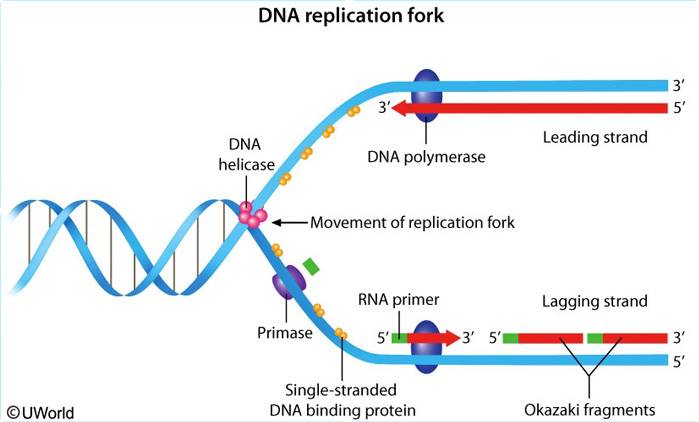 DNA replication fork
3'
3'
5'
Leading strand
DNA polymerase
DNA
helicase
Movement of replication fork
Primase
RNA primer
Lagging strand
5'
3'
5'
3'
5'
Single-stranded
DNA binding protein
Okazaki fragments
©UWorld